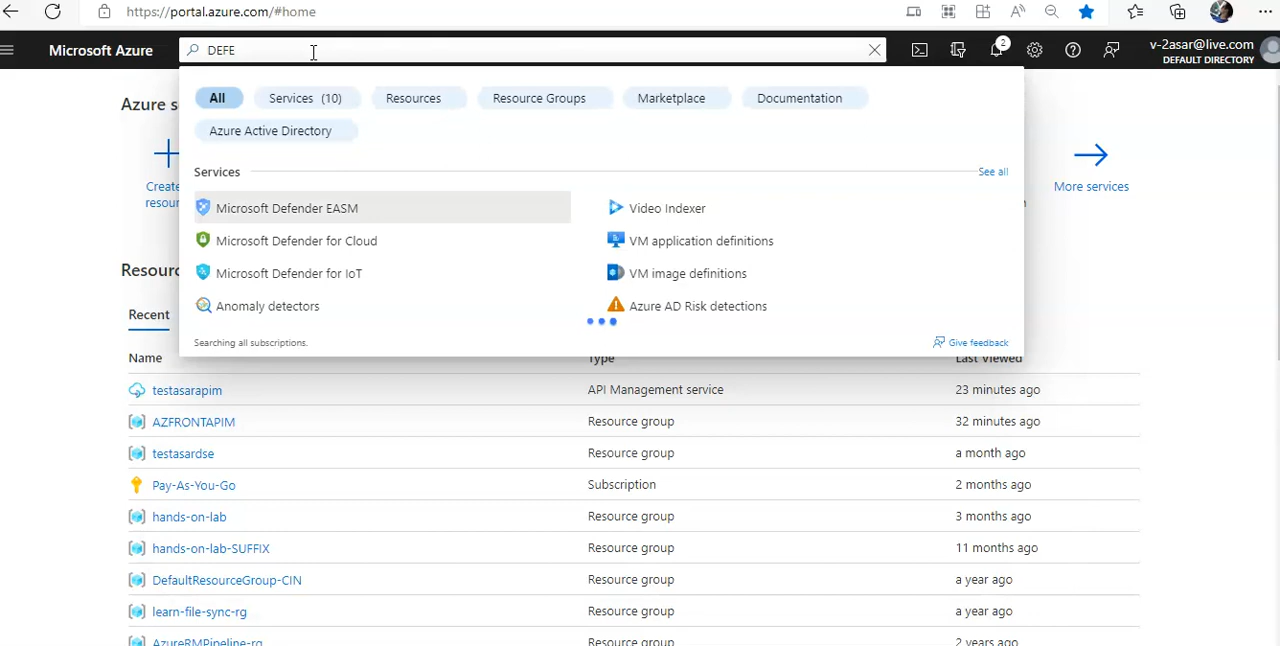 https://portal.azure.com/#home
Microsoft Azure
DEFE
2
v-2asar@live.com
DEFAULT DIRECTORY
All
Services (10)
Resources
Resource Groups
Marketplace
Documentation
Azure Active Directory
Services
See all
Microsoft Defender EASM
Video Indexer
Microsoft Defender for Cloud
VM application definitions
Microsoft Defender for IoT
VM image definitions
Anomaly detectors
Azure AD Risk detections
Searching all subscriptions.
Give feedback
Azure s
Create
resour
More services
Resourc
Recent
Name
Type
Last Viewed
testasarapim
API Management service
23 minutes ago
AZFRONTAPIM
Resource group
32 minutes ago
testasardse
Resource group
a month ago
Pay-As-You-Go
Subscription
2 months ago
hands-on-lab
Resource group
3 months ago
hands-on-lab-SUFFIX
Resource group
11 months ago
DefaultResourceGroup-CIN
Resource group
a year ago
learn-file-sync-rg
Resource group
a year ago
AzureRMPipeline-rg
Resource group
2 years ago